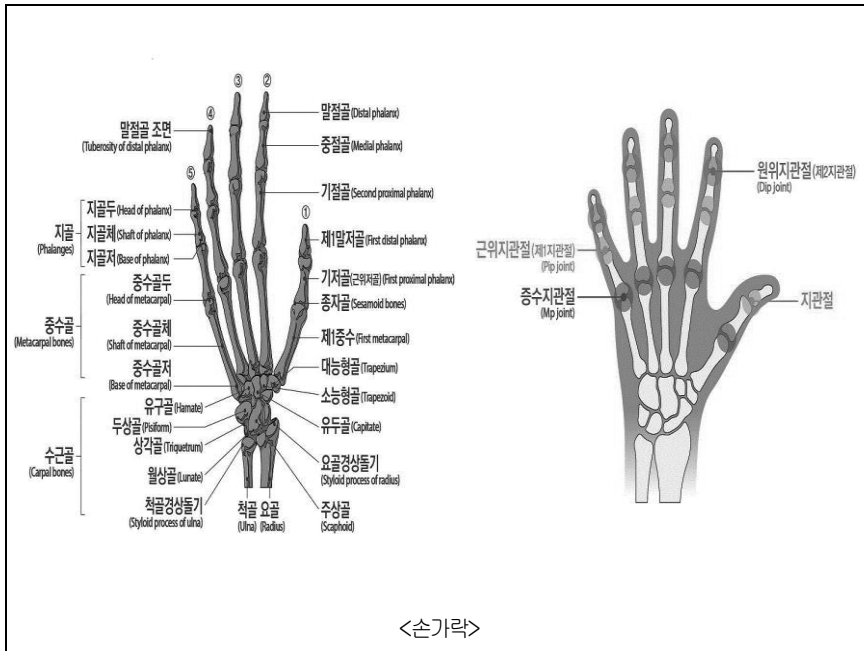 ③
②
④
말절골 (Distal phalanx)
말절골 조면
(Tuberosity of distal phalanx)
중절골 (Medial phalanx)
⑤
기절골 (Second proximal phalanx)
①
지골
(Phalanges)
지골두 (Head of phalanx)
지골체 (Shaft of phalanx)
지골저 (Base of phalanx)
제1말저골 (First distal phalanx)
기저골(근위저골) (First proximal phalanx)
종자골 (Sesamoid bones)
중수골
(Metacarpal bones)
중수골두
(Head of metacarpal)
중수골체
(Shaft of metacarpal)
중수골저
(Base of metacarpal)
제1중수 (First metacarpal)
대능형골 (Trapezium)
소능형골 (Trapezoid)
수근골
(Carpal bones)
유구골 (Hamate)
두상골 (Pisiform)
상각골 (Triquetrum)
월상골 (Lunate)
척골경상돌기
(Styloid process of ulna)
유두골 (Capitate)
요골경상돌기
(Styloid process of radius)
주상골
(Scaphoid)
척골
(Ulna)
요골
(Radius)
원위지관절 (제2지관절)
(Dip joint)
근위지관절 (제1지관절)
(Pip joint)
중수지관절
(Mp joint)
지관절
<손가락>